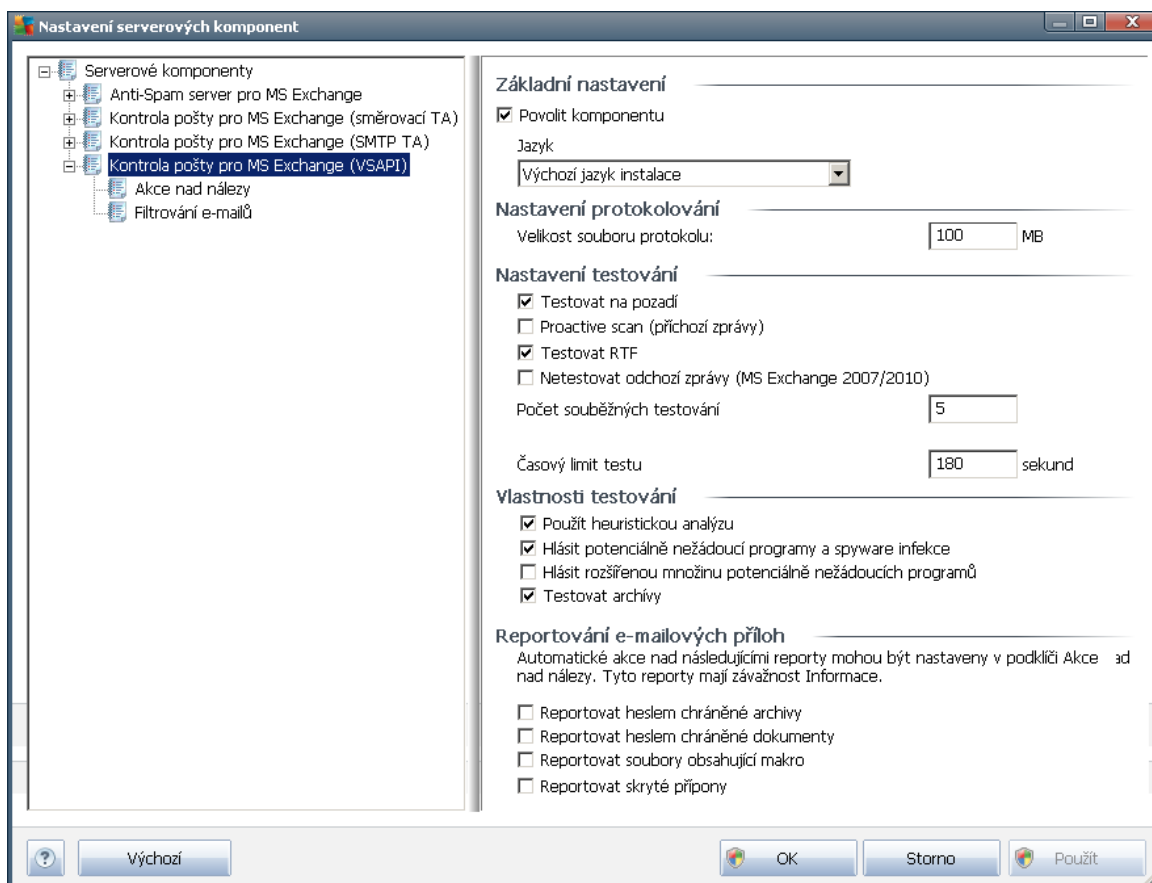 Nastavení serverových komponent
Serverové komponenty
Anti-Spam server pro MS Exchange
Kontrola pošty pro MS Exchange (směrovací TA)
Kontrola pošty pro MS Exchange (SMTP TA)
Kontrola pošty pro MS Exchange (VSAPI)
Akce nad nálezy
Filtrování e-mailů
Základní nastavení
Povolit komponentu
Jazyk
Výchozí jazyk instalace
Nastavení protokolování
Velikost souboru protokolu: 100 MB
Nastavení testování
Testovat na pozadí
Proactive scan (příchozí zprávy)
Testovat RTF
Netestovat odchozí zprávy (MS Exchange 2007/2010)
Počet souběžných testování 5
Časový limit testu 180 sekund
Vlastnosti testování
Použít heuristickou analýzu
Hlásit potenciálně nežádoucí programy a spyware infekce
Hlásit rozšířenou množinu potenciálně nežádoucích programů
Testovat archívy
Reportování e-mailových příloh
Automatické akce nad následujícími reporty mohou být nastaveny v podklíči Akce ad
nad nálezy. Tyto reporty mají závažnost Informace.
Reportovat heslem chráněné archivy
Reportovat heslem chráněné dokumenty
Reportovat soubory obsahující makro
Reportovat skryté přípony
? Výchozí OK Storno Použít